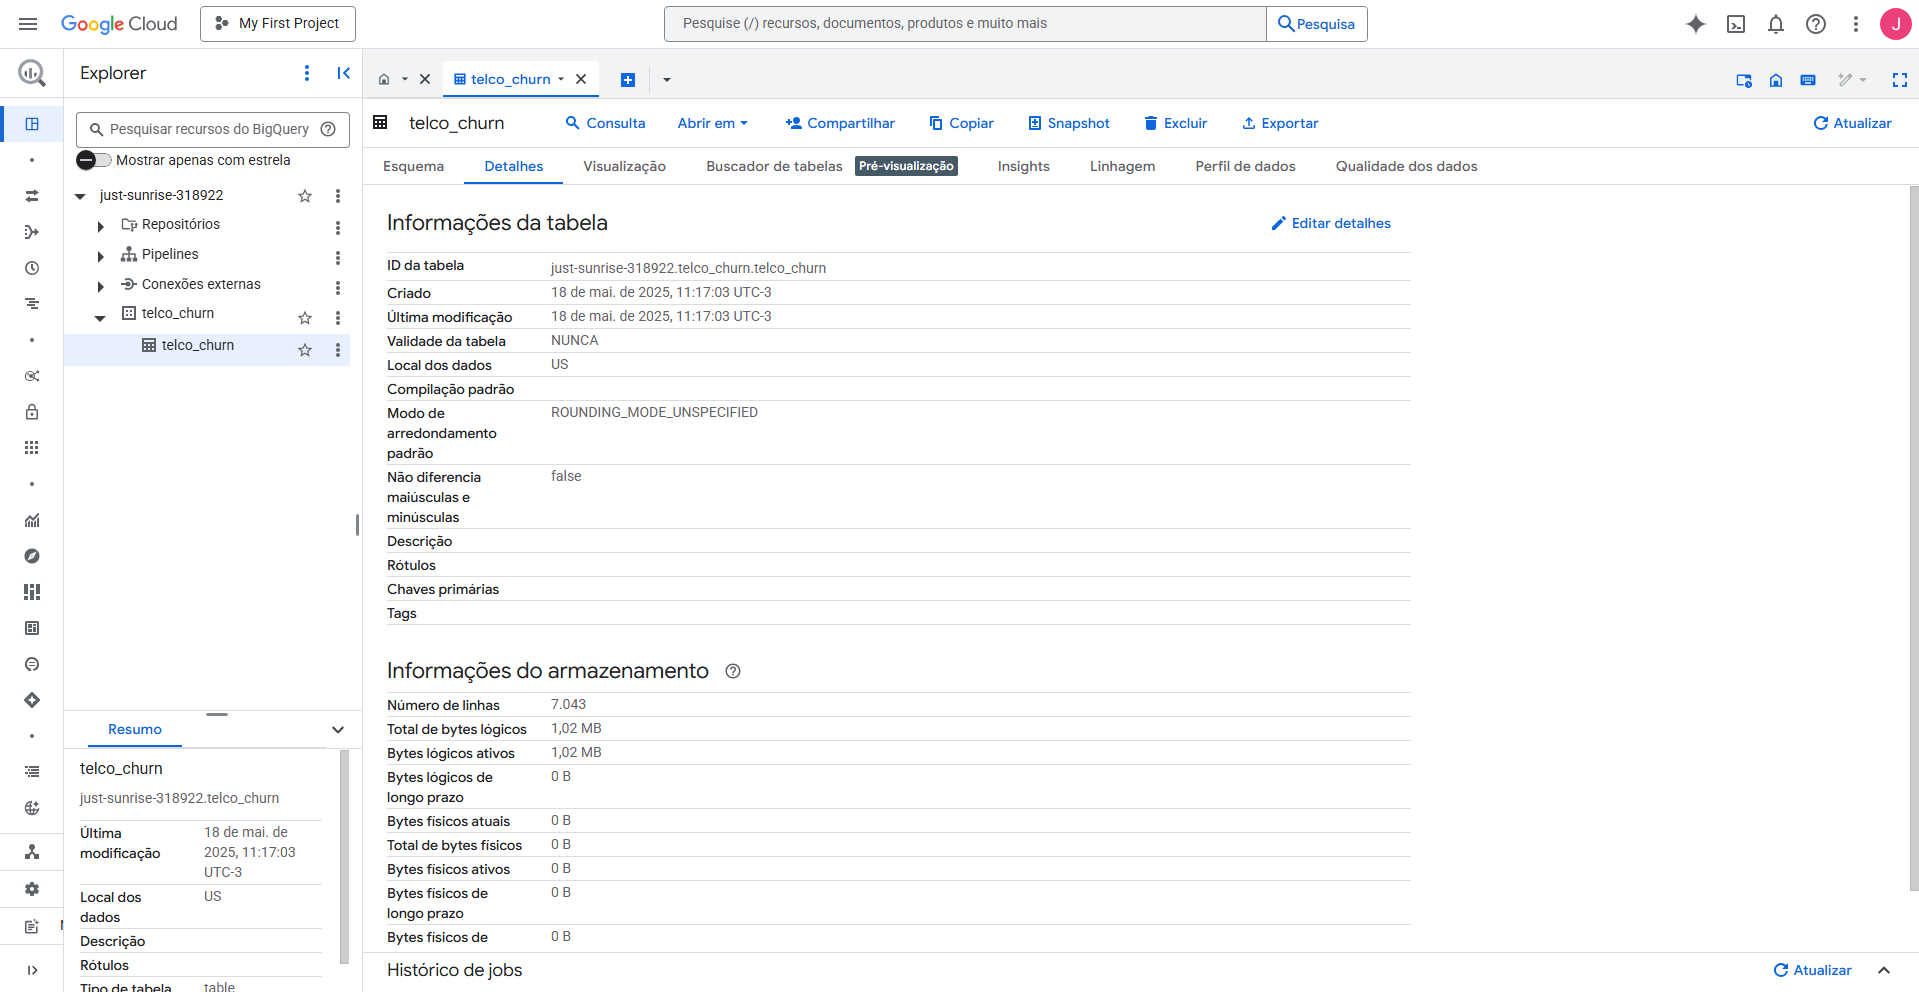 Google Cloud
My First Project
Pesquise (/) recursos, documentos, produtos e muito mais
Pesquisa
J
Explorer
Pesquisar recursos do BigQuery
Mostrar apenas com estrela
just-sunrise-318922
Repositórios
Pipelines
Conexões externas
telco_churn
telco_churn
Resumo
telco_churn
just-sunrise-318922.telco_churn
Última modificação 18 de mai. de 2025, 11:17:03 UTC-3
Local dos dados US
Descrição
Rótulos
Tipo de tabela table
telco_churn
telco_churn
Consulta
Abrir em
Compartilhar
Copiar
Snapshot
Excluir
Exportar
Atualizar
Esquema
Detalhes
Visualização
Buscador de tabelas Pré-visualização
Insights
Linhagem
Perfil de dados
Qualidade dos dados
Informações da tabela
Editar detalhes
ID da tabela just-sunrise-318922.telco_churn.telco_churn
Criado 18 de mai. de 2025, 11:17:03 UTC-3
Última modificação 18 de mai. de 2025, 11:17:03 UTC-3
Validade da tabela NUNCA
Local dos dados US
Compilação padrão
Modo de arredondamento padrão ROUNDING_MODE_UNSPECIFIED
Não diferencia maiúsculas e minúsculas false
Descrição
Rótulos
Chaves primárias
Tags
Informações do armazenamento
Número de linhas 7.043
Total de bytes lógicos 1,02 MB
Bytes lógicos ativos 1,02 MB
Bytes lógicos de longo prazo 0 B
Bytes físicos atuais 0 B
Total de bytes físicos 0 B
Bytes físicos ativos 0 B
Bytes físicos de longo prazo 0 B
Bytes físicos de 0 B
Histórico de jobs
Atualizar